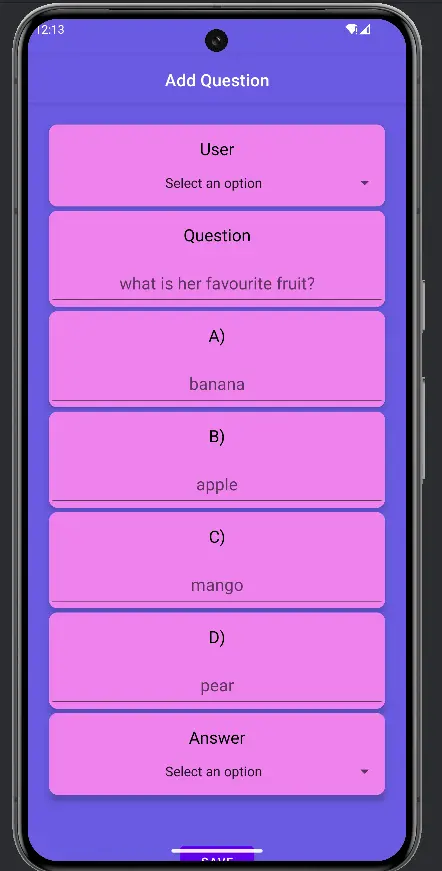 12:13
Add Question
User
Select an option
Question
what is her favourite fruit?
A)
banana
B)
apple
C)
mango
D)
pear
Answer
Select an option
SAVE